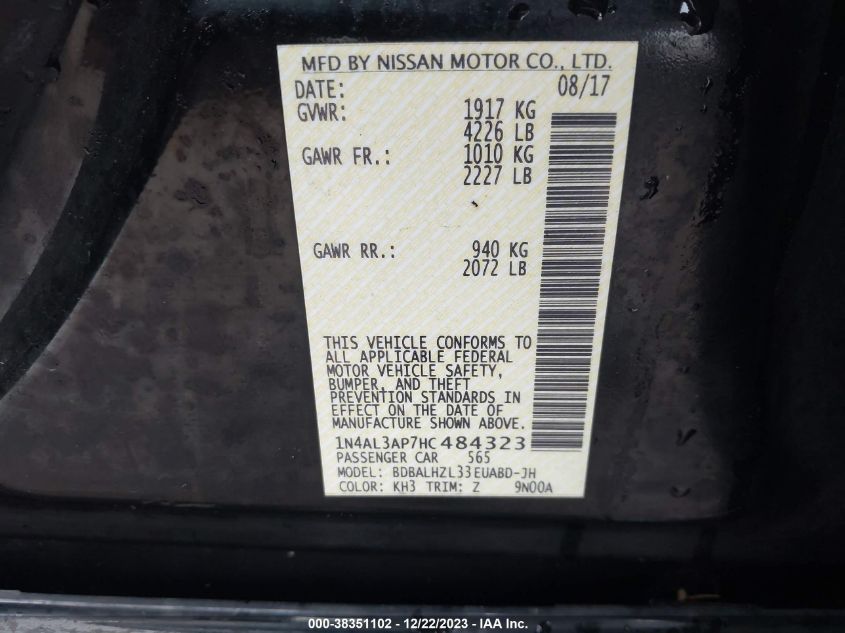 MFD BY NISSAN MOTOR CO., LTD.
DATE: 08/17
GVWR: 1917 KG
4226 LB
GAWR FR.: 1010 KG
2227 LB
GAWR RR.: 940 KG
2072 LB
THIS VEHICLE CONFORMS TO
ALL APPLICABLE FEDERAL
MOTOR VEHICLE SAFETY,
BUMPER, AND THEFT
PREVENTION STANDARDS IN
EFFECT ON THE DATE OF
MANUFACTURE SHOWN ABOVE.
1N4AL3AP7HC484323
PASSENGER CAR 565
MODEL: BDBALHZL33EUABD-JH
COLOR: KH3 TRIM: Z 9N00A
000-38351102 - 12/22/2023 - IAA Inc.